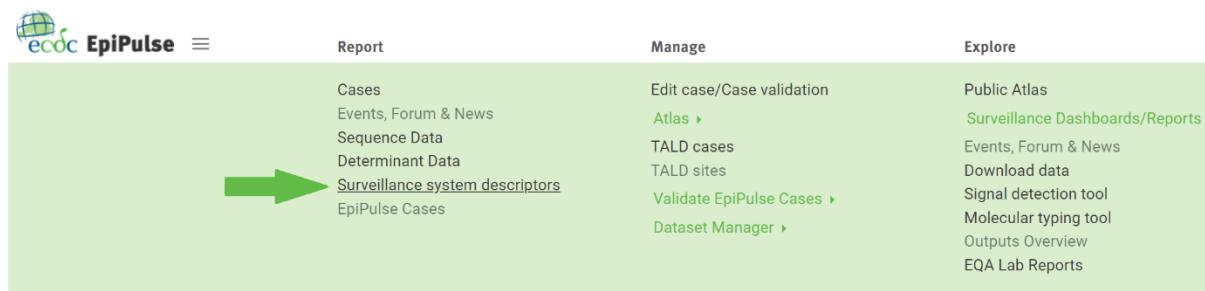 ecdc EpiPulse
Report
Cases
Events, Forum & News
Sequence Data
Determinant Data
Surveillance system descriptors
EpiPulse Cases
Manage
Edit case/Case validation
Atlas
TALD cases
TALD sites
Validate EpiPulse Cases
Dataset Manager
Explore
Public Atlas
Surveillance Dashboards/Reports
Events, Forum & News
Download data
Signal detection tool
Molecular typing tool
Outputs Overview
EQA Lab Reports